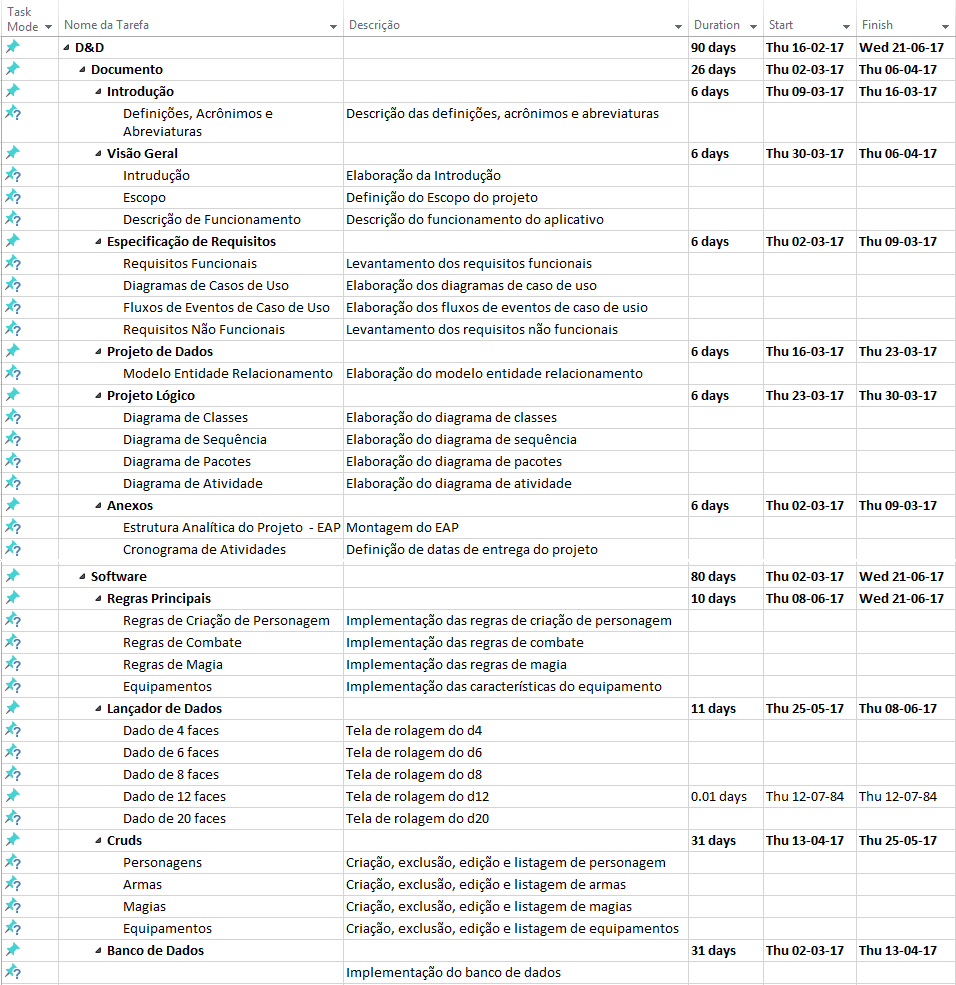 Task
Mode Nome da Tarefa Descrição Duration Start Finish
D&D 90 days Thu 16-02-17 Wed 21-06-17
Documento 26 days Thu 02-03-17 Thu 06-04-17
Introdução 6 days Thu 09-03-17 Thu 16-03-17
Definições, Acrônimos e Descrição das definições, acrônimos e abreviaturas
Abreviaturas
Visão Geral 6 days Thu 30-03-17 Thu 06-04-17
Intrudução Elaboração da Introdução
Escopo Definição do Escopo do projeto
Descrição de Funcionamento Descrição do funcionamento do aplicativo
Especificação de Requisitos 6 days Thu 02-03-17 Thu 09-03-17
Requisitos Funcionais Levantamento dos requisitos funcionais
Diagramas de Casos de Uso Elaboração dos diagramas de caso de uso
Fluxos de Eventos de Caso de Uso Elaboração dos fluxos de eventos de caso de usio
Requisitos Não Funcionais Levantamento dos requisitos não funcionais
Projeto de Dados 6 days Thu 16-03-17 Thu 23-03-17
Modelo Entidade Relacionamento Elaboração do modelo entidade relacionamento
Projeto Lógico 6 days Thu 23-03-17 Thu 30-03-17
Diagrama de Classes Elaboração do diagrama de classes
Diagrama de Sequência Elaboração do diagrama de sequência
Diagrama de Pacotes Elaboração do diagrama de pacotes
Diagrama de Atividade Elaboração do diagrama de atividade
Anexos 6 days Thu 02-03-17 Thu 09-03-17
Estrutura Analítica do Projeto - EAP Montagem do EAP
Cronograma de Atividades Definição de datas de entrega do projeto
Software 80 days Thu 02-03-17 Wed 21-06-17
Regras Principais 10 days Thu 08-06-17 Wed 21-06-17
Regras de Criação de Personagem Implementação das regras de criação de personagem
Regras de Combate Implementação das regras de combate
Regras de Magia Implementação das regras de magia
Equipamentos Implementação das características do equipamento
Lançador de Dados 11 days Thu 25-05-17 Thu 08-06-17
Dado de 4 faces Tela de rolagem do d4
Dado de 6 faces Tela de rolagem do d6
Dado de 8 faces Tela de rolagem do d8
Dado de 12 faces Tela de rolagem do d12 0.01 days Thu 12-07-84 Thu 12-07-84
Dado de 20 faces Tela de rolagem do d20
Cruds 31 days Thu 13-04-17 Thu 25-05-17
Personagens Criação, exclusão, edição e listagem de personagem
Armas Criação, exclusão, edição e listagem de armas
Magias Criação, exclusão, edição e listagem de magias
Equipamentos Criação, exclusão, edição e listagem de equipamentos
Banco de Dados 31 days Thu 02-03-17 Thu 13-04-17
Implementação do banco de dados